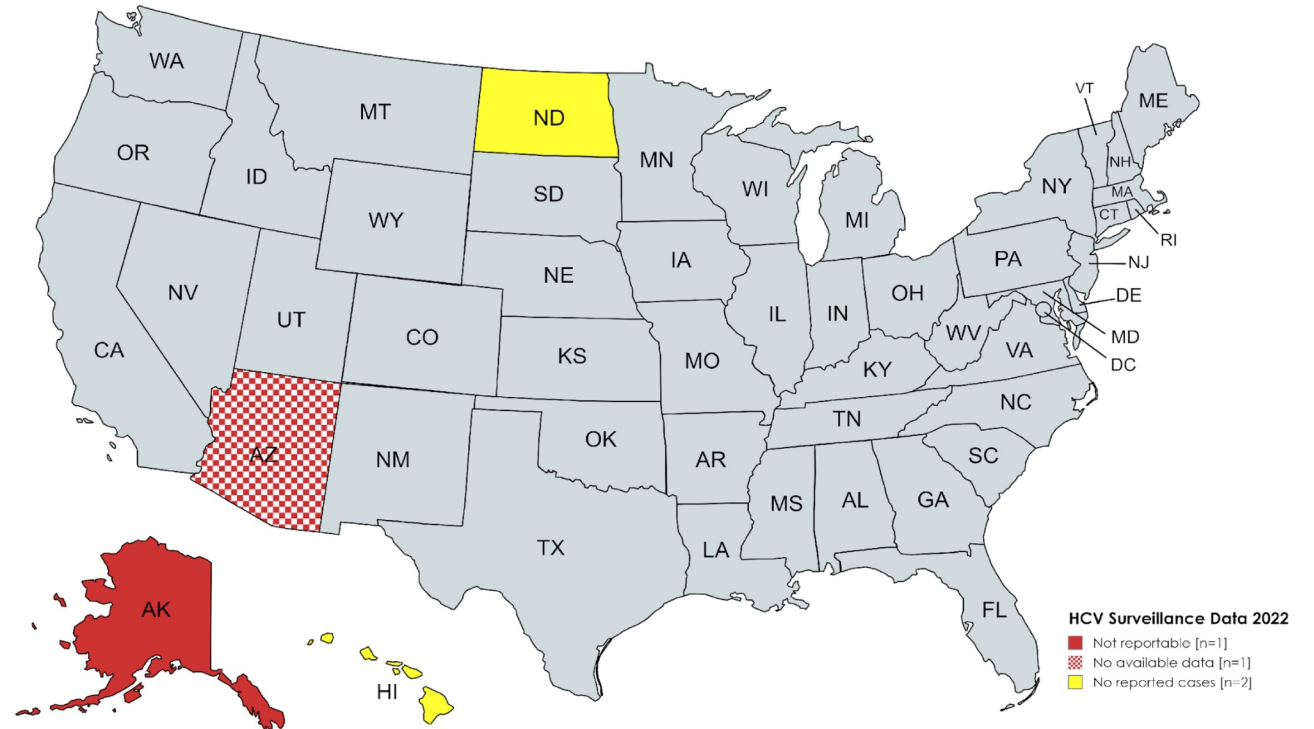 WA
MT
ND
MN
ME
VT
OR
ID
SD
WI
MI
NY
NH
MA
CT
RI
WY
IA
NE
PA
NJ
NV
UT
CO
IL
IN
OH
DE
MD
DC
CA
KS
MO
WV
VA
KY
NC
TN
AZ
NM
OK
AR
SC
MS
AL
GA
TX
LA
FL
AK
HI
HCV Surveillance Data 2022
Not reportable [n=1]
No available data [n=1]
No reported cases [n=2]